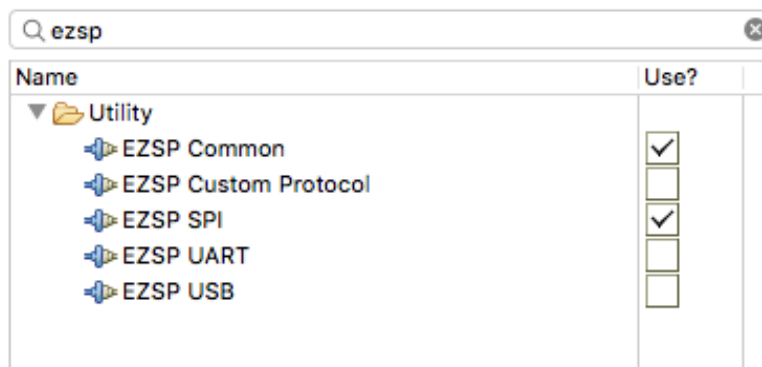 ezsp
Name Use?
Utility
EZSP Common
EZSP Custom Protocol
EZSP SPI
EZSP UART
EZSP USB